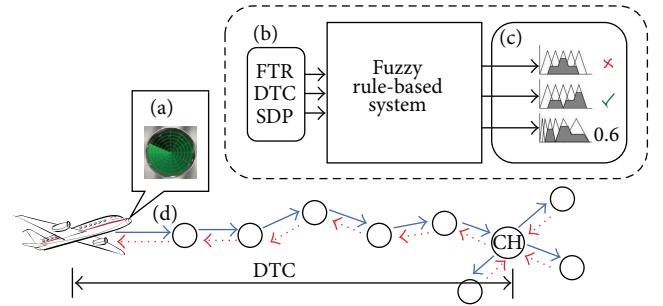 (b)
FTR
DTC
SDP
Fuzzy
rule-based
system
(c)
0.6
(a)
(d)
CH
DTC